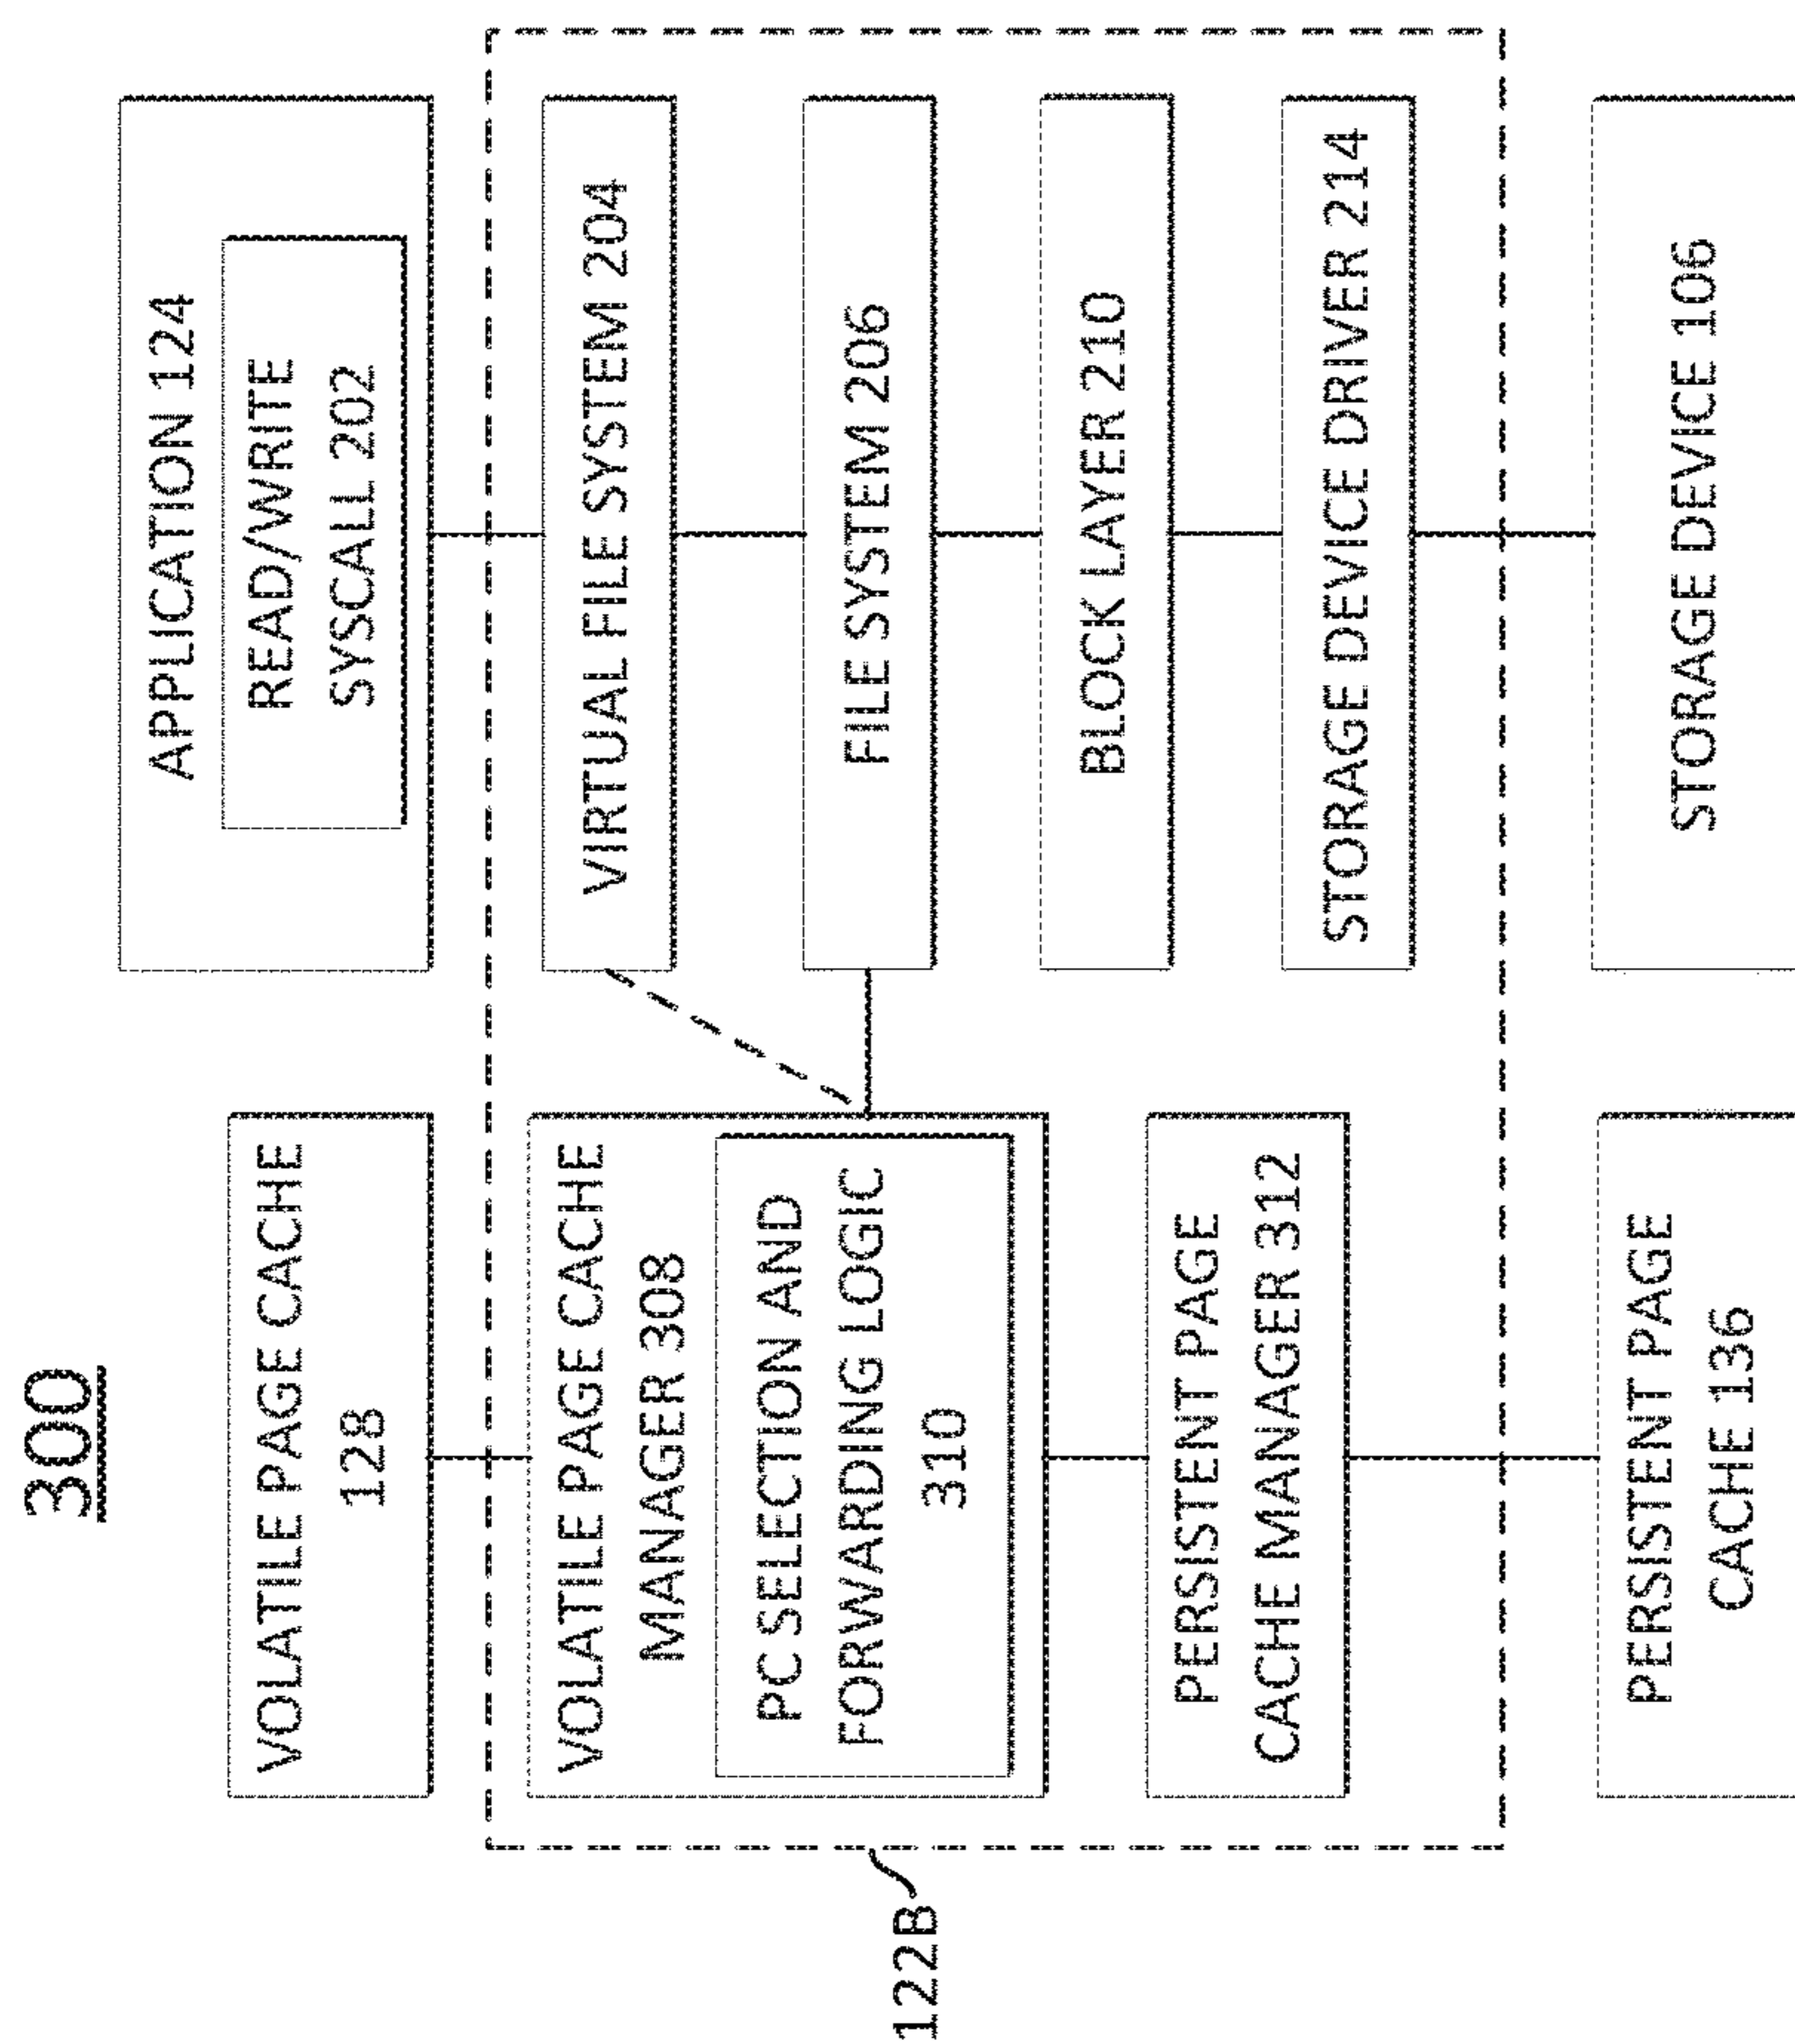 300
VOLATILE PAGE CACHE
128
VOLATILE PAGE CACHE
MANAGER 308
PC SELECTION AND
FORWARDING LOGIC
310
PERSISTENT PAGE
CACHE MANAGER 312
PERSISTENT PAGE
CACHE 136
122B
APPLICATION 124
READ/WRITE
SYSCALL 202
VIRTUAL FILE SYSTEM 204
FILE SYSTEM 206
BLOCK LAYER 210
STORAGE DEVICE DRIVER 214
STORAGE DEVICE 106